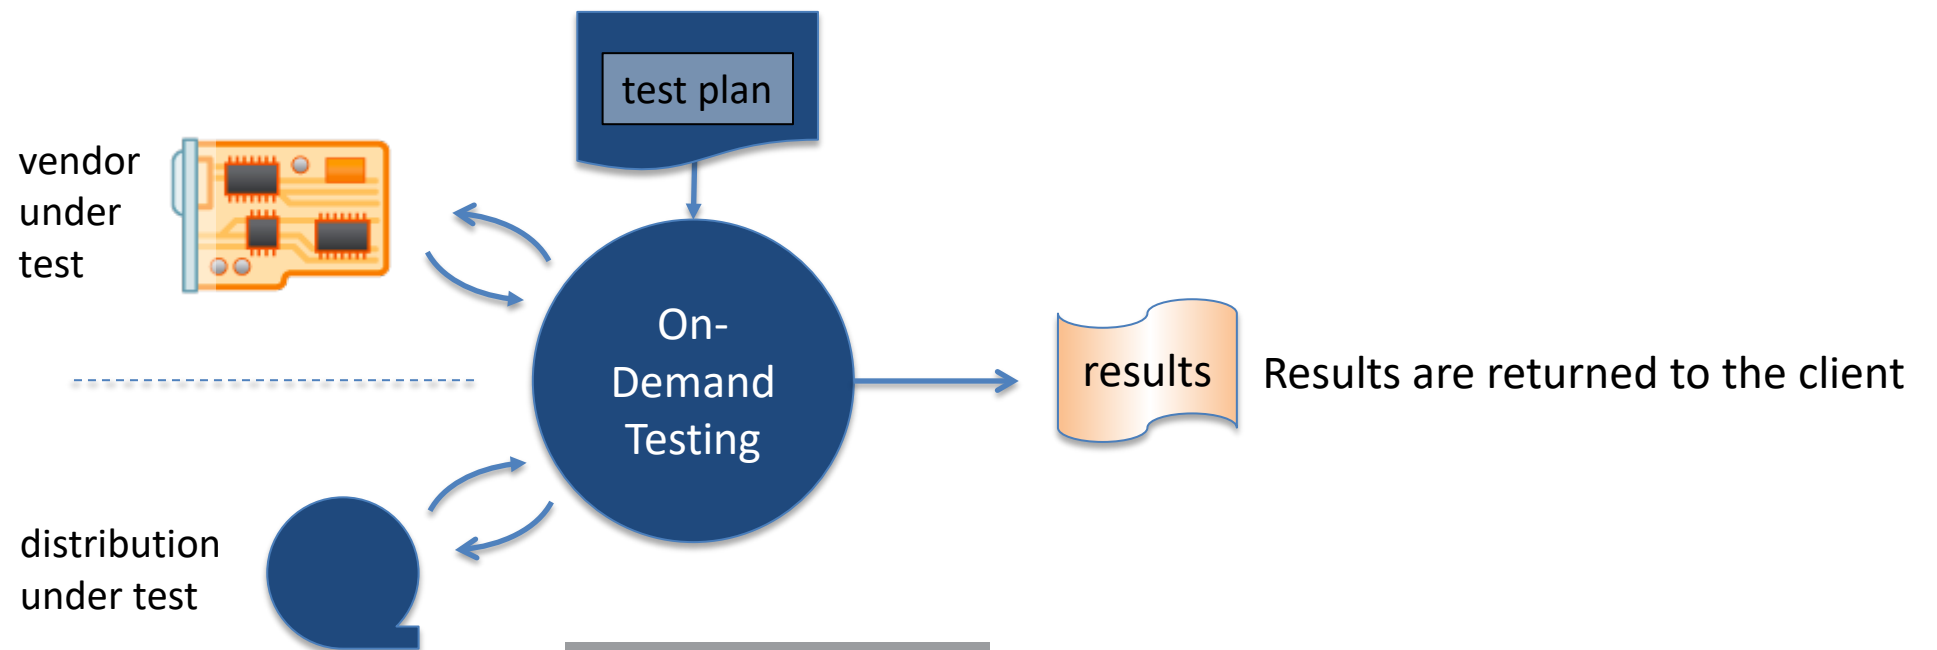 test plan
vendor
under
test
On-
Demand
Testing
results
Results are returned to the client
distribution
under test